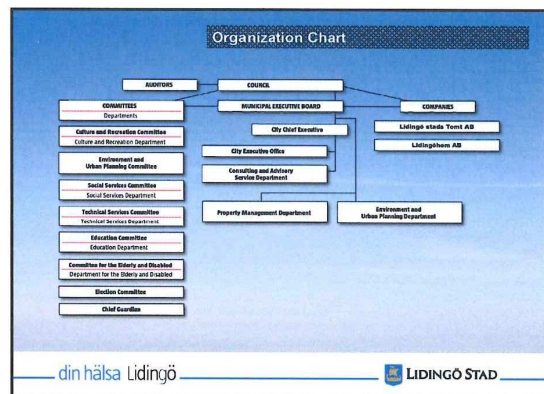 Organization Chart
AUDITORS
COUNCIL
COMMITTEES
Departments
MUNICIPAL EXECUTIVE BOARD
COMPANIES
Culture and Recreation Committee
Culture and Recreation Department
City Chief Executive
Lidingö stads Tomt AB
Environment and
Urban Planning Committee
City Executive Office
Lidingöhem AB
Social Services Committee
Social Services Department
Consulting and Advisory
Service Department
Technical Services Committee
Technical Services Department
Property Management Department
Environment and
Urban Planning Department
Education Committee
Education Department
Committee for the Elderly and Disabled
Department for the Elderly and Disabled
Election Committee
Chief Guardian
din hälsa Lidingö
LIDINGÖ STAD